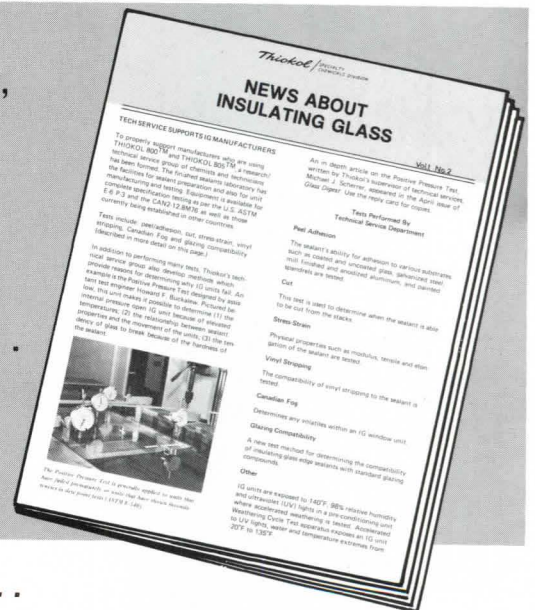 Thiokol / SPECIALTY
CHEMICALS DIVISION
NEWS ABOUT
INSULATING GLASS
Vol.1 No.2
TECH SERVICE SUPPORTS IG MANUFACTURERS
To properly support manufacturers who are using
THIOKOL 800™ and THIOKOL 805™, a research/
technical service group of chemists and technicians
has been formed. The finished sealants laboratory has
the facilities for sealant preparation and also for unit
manufacturing and testing. Equipment is available for
complete specification testing as per the U.S. ASTM
E-6 P-3 and the CAN2-12.8M76 as well as those
currently being established in other countries.
Tests include: peel/adhesion, cut, stress-strain, vinyl
stripping, Canadian Fog and glazing compatibility
(described in more detail on this page.)
In addition to performing many tests, Thiokol's tech-
nical service group also develop methods which
provide reasons for determining why IG units fail. An
example is the Positive Pressure Test designed by assis-
tant test engineer Howard F. Buckalew. Pictured be-
low, this unit makes it possible to determine (1) the
internal pressure upon IG unit because of elevated
temperatures; (2) the relationship between sealant
properties and the movement of the units; (3) the ten-
dency of glass to break because of the hardness of
the sealant.
The Positive Pressure Test is generally applied to units that
have failed prematurely or units that have shown
in dew point tests
An in depth article on the Positive Pressure Test,
written by Thiokol's supervisor of technical services,
Michael J. Scherrer, appeared in the April issue of
Glass Digest. Use the reply card for copies.
Tests Performed By
Technical Service Department
Peel Adhesion
The sealant's ability for adhesion to various substrates
such as coated and uncoated glass, galvanized steel,
mill finished and anodized aluminum, and painted
spandrels are tested.
Cut
This test is used to determine when the sealant is able
to be cut from the stacks.
Stress-Strain
Physical properties such as modulus, tensile and elon-
gation of the sealant are tested.
Vinyl Stripping
The compatibility of vinyl stripping to the sealant is
tested.
Canadian Fog
Determines any volatiles within an IG window unit
Glazing Compatibility
A new test method for determining the compatibility
of insulating glass edge sealants with standard glazing
compounds.
Other
IG units are exposed to 140°F, 98% relative humidity
and ultraviolet (UV) lights in a pre-conditioning unit
where accelerated weathering is tested. Accelerated
Weathering Cycle Test apparatus exposes an IG unit
to UV lights, water and temperature extremes from
20°F to 135°F